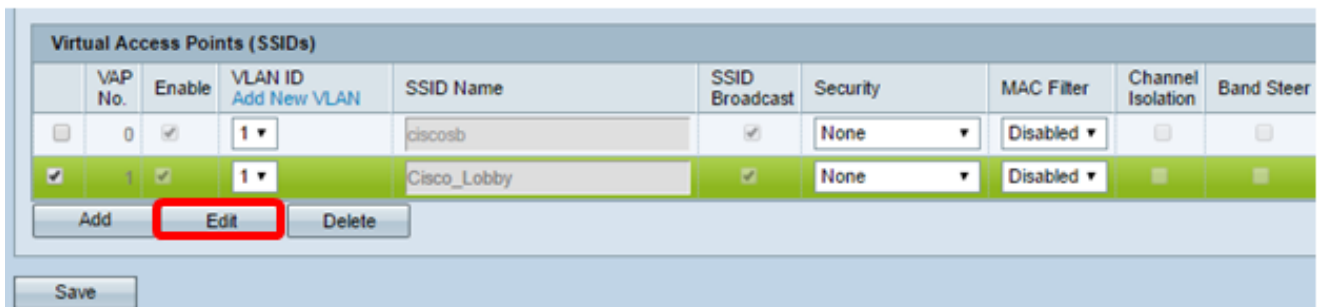 Virtual Access Points (SSIDs)
VAP No. Enable VLAN ID Add New VLAN SSID Name SSID Broadcast Security MAC Filter Channel Isolation Band Steer
0 1 ciscosb None Disabled
1 1 Cisco_Lobby None Disabled
Add Edit Delete
Save